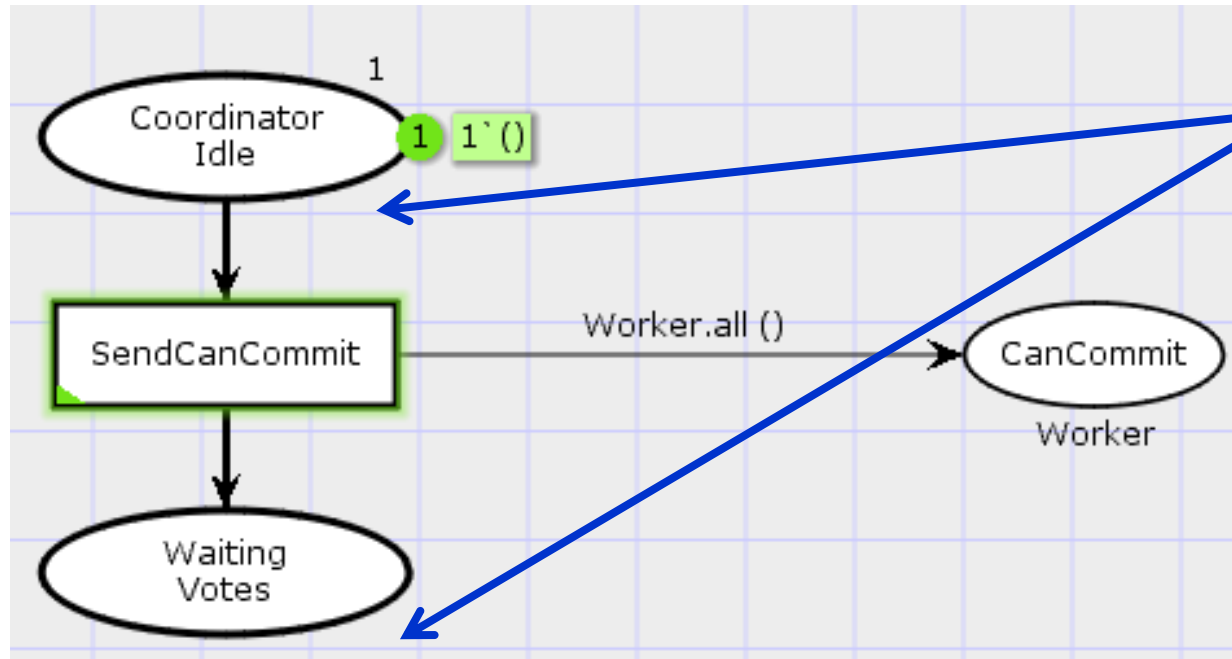 1
Coordinator
Idle
1
1`()
SendCanCommit
Worker.all ()
CanCommit
Worker
Waiting
Votes